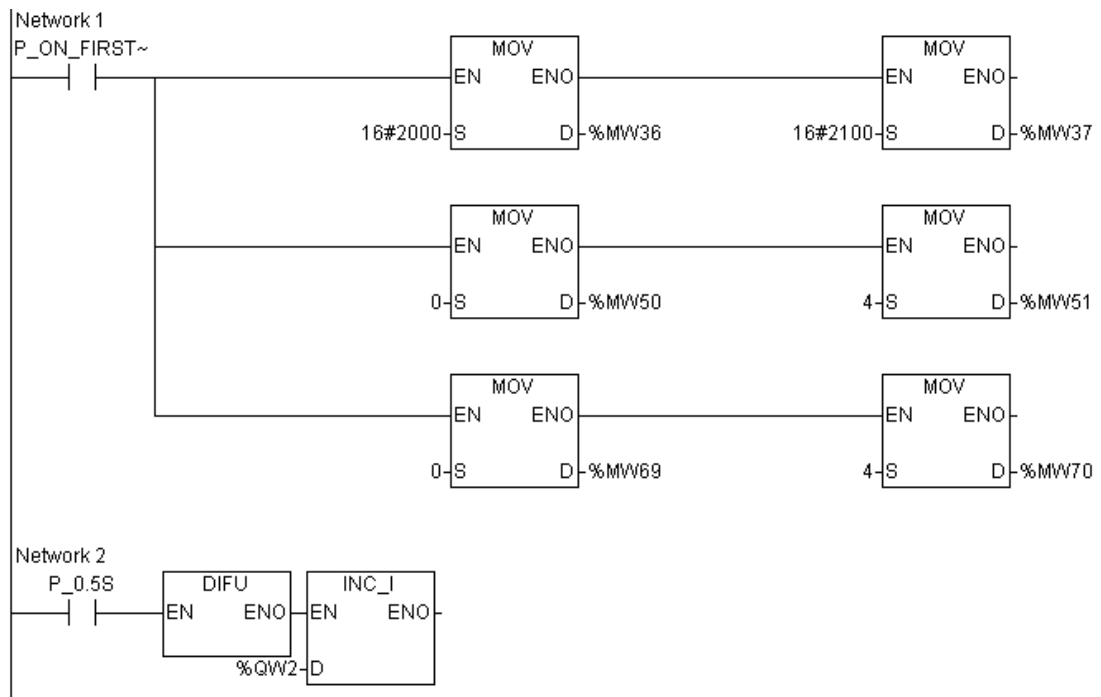 Network 1
P_ON_FIRST~
MOV MOV
EN ENO EN ENO
16#2000 S D %MW36 16#2100 S D %MW37
MOV MOV
EN ENO EN ENO
0 S D %MW50 4 S D %MW51
MOV MOV
EN ENO EN ENO
0 S D %MW69 4 S D %MW70
Network 2
P_0.5S DIFU INC_I
EN ENO EN ENO
%QW2 D